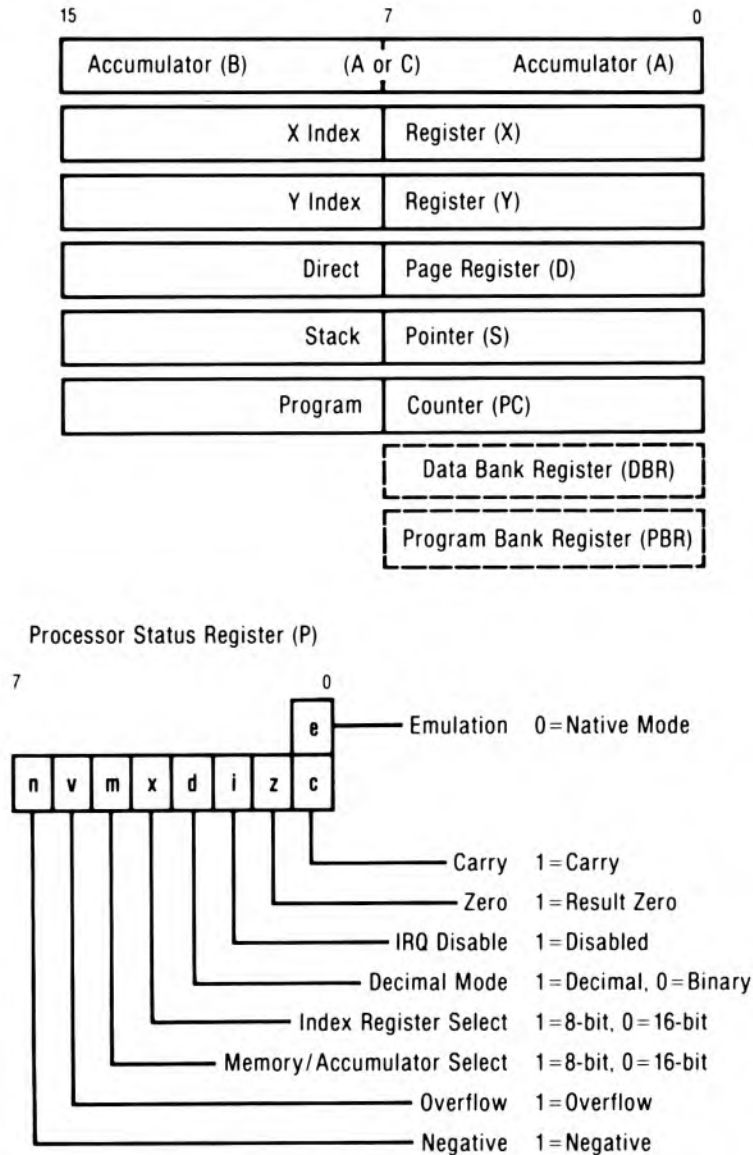 15 7 0
Accumulator (B) (A or C) Accumulator (A)
X Index Register (X)
Y Index Register (Y)
Direct Page Register (D)
Stack Pointer (S)
Program Counter (PC)
Data Bank Register (DBR)
Program Bank Register (PBR)
Processor Status Register (P)
7 0
e Emulation 0=Native Mode
n v m x d i z c
Carry 1=Carry
Zero 1=Result Zero
IRQ Disable 1=Disabled
Decimal Mode 1=Decimal, 0=Binary
Index Register Select 1=8-bit, 0=16-bit
Memory/Accumulator Select 1=8-bit, 0=16-bit
Overflow 1=Overflow
Negative 1=Negative